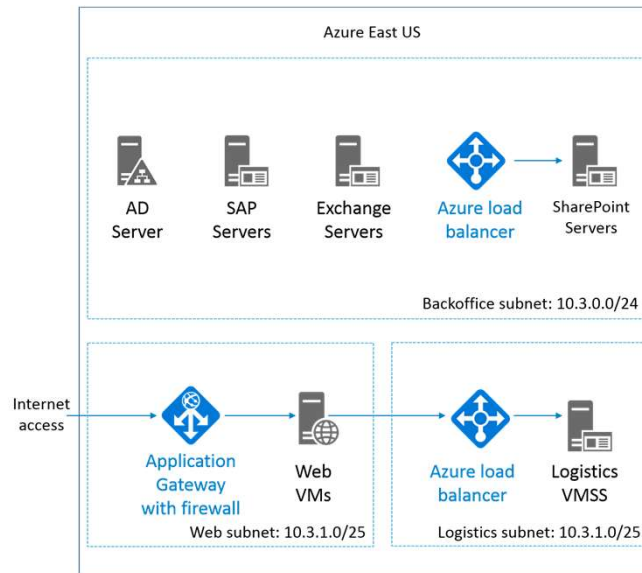 Azure East US
AD
Server
SAP
Servers
Exchange
Servers
Azure load
balancer
SharePoint
Servers
Backoffice subnet: 10.3.0.0/24
Internet
access
Application
Gateway
with firewall
Web
VMs
Web subnet: 10.3.1.0/25
Azure load
balancer
Logistics
VMSS
Logistics subnet: 10.3.1.0/25